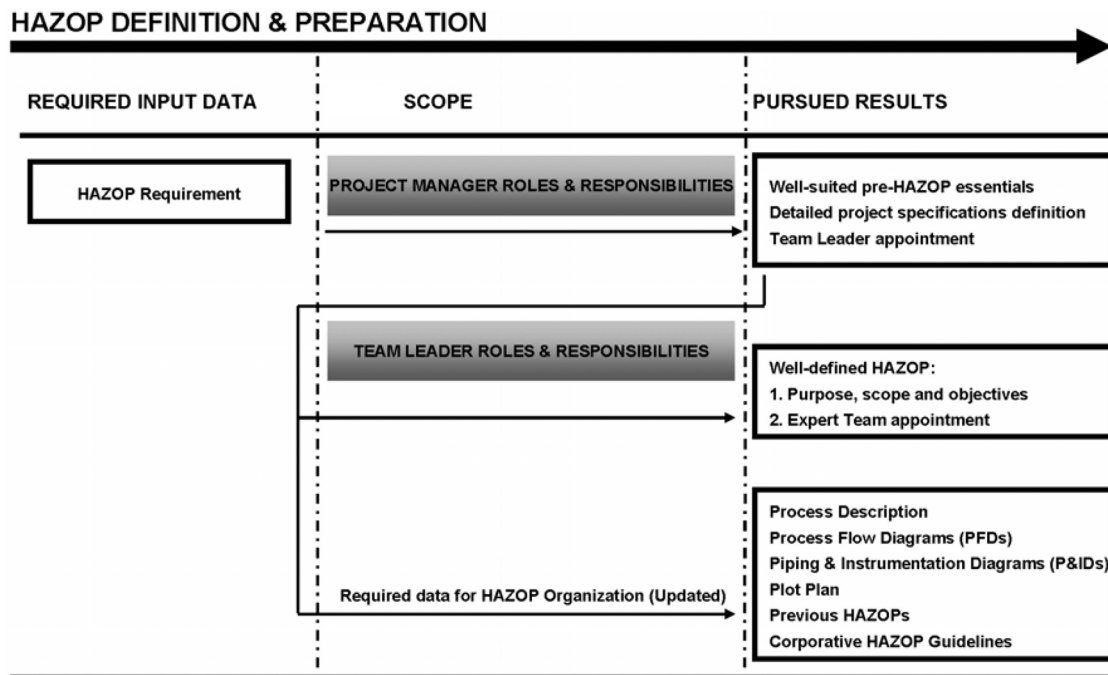 HAZOP DEFINITION & PREPARATION
REQUIRED INPUT DATA
SCOPE
PURSUED RESULTS
HAZOP Requirement
PROJECT MANAGER ROLES & RESPONSIBILITIES
Well-suited pre-HAZOP essentials
Detailed project specifications definition
Team Leader appointment
TEAM LEADER ROLES & RESPONSIBILITIES
Well-defined HAZOP:
1. Purpose, scope and objectives
2. Expert Team appointment
Required data for HAZOP Organization (Updated)
Process Description
Process Flow Diagrams (PFDs)
Piping & Instrumentation Diagrams (P&IDs)
Plot Plan
Previous HAZOPs
Corporative HAZOP Guidelines